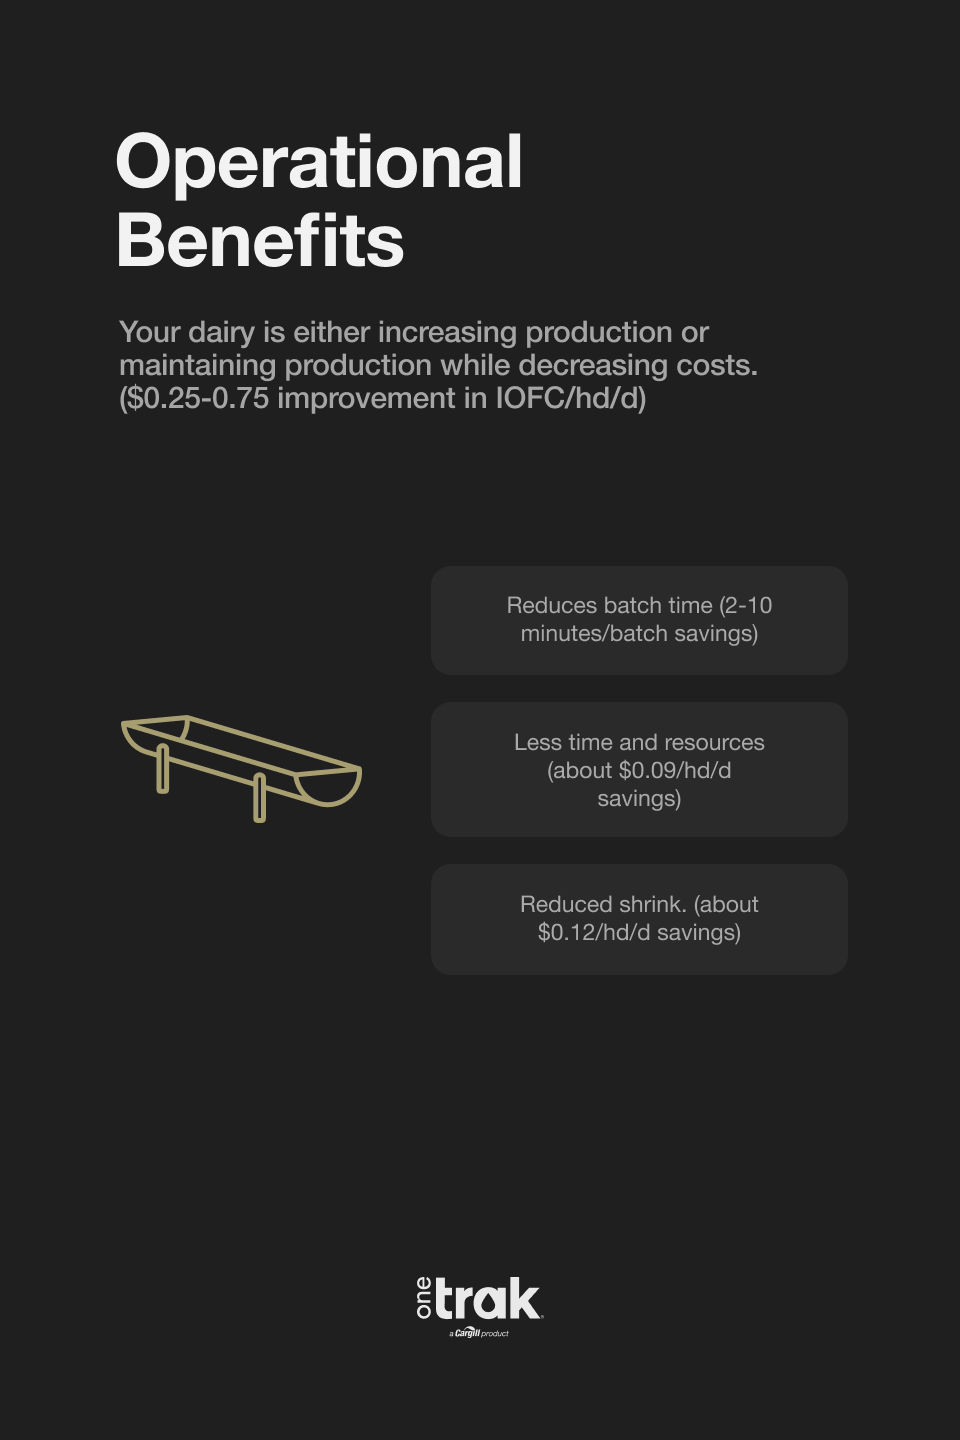 Operational
Benefits
Your dairy is either increasing production or
maintaining production while decreasing costs.
($0.25-0.75 improvement in IOFC/hd/d)
Reduces batch time (2-10
minutes/batch savings)
Less time and resources
(about $0.09/hd/d
savings)
Reduced shrink. (about
$0.12/hd/d savings)
one trak
a Cargill product